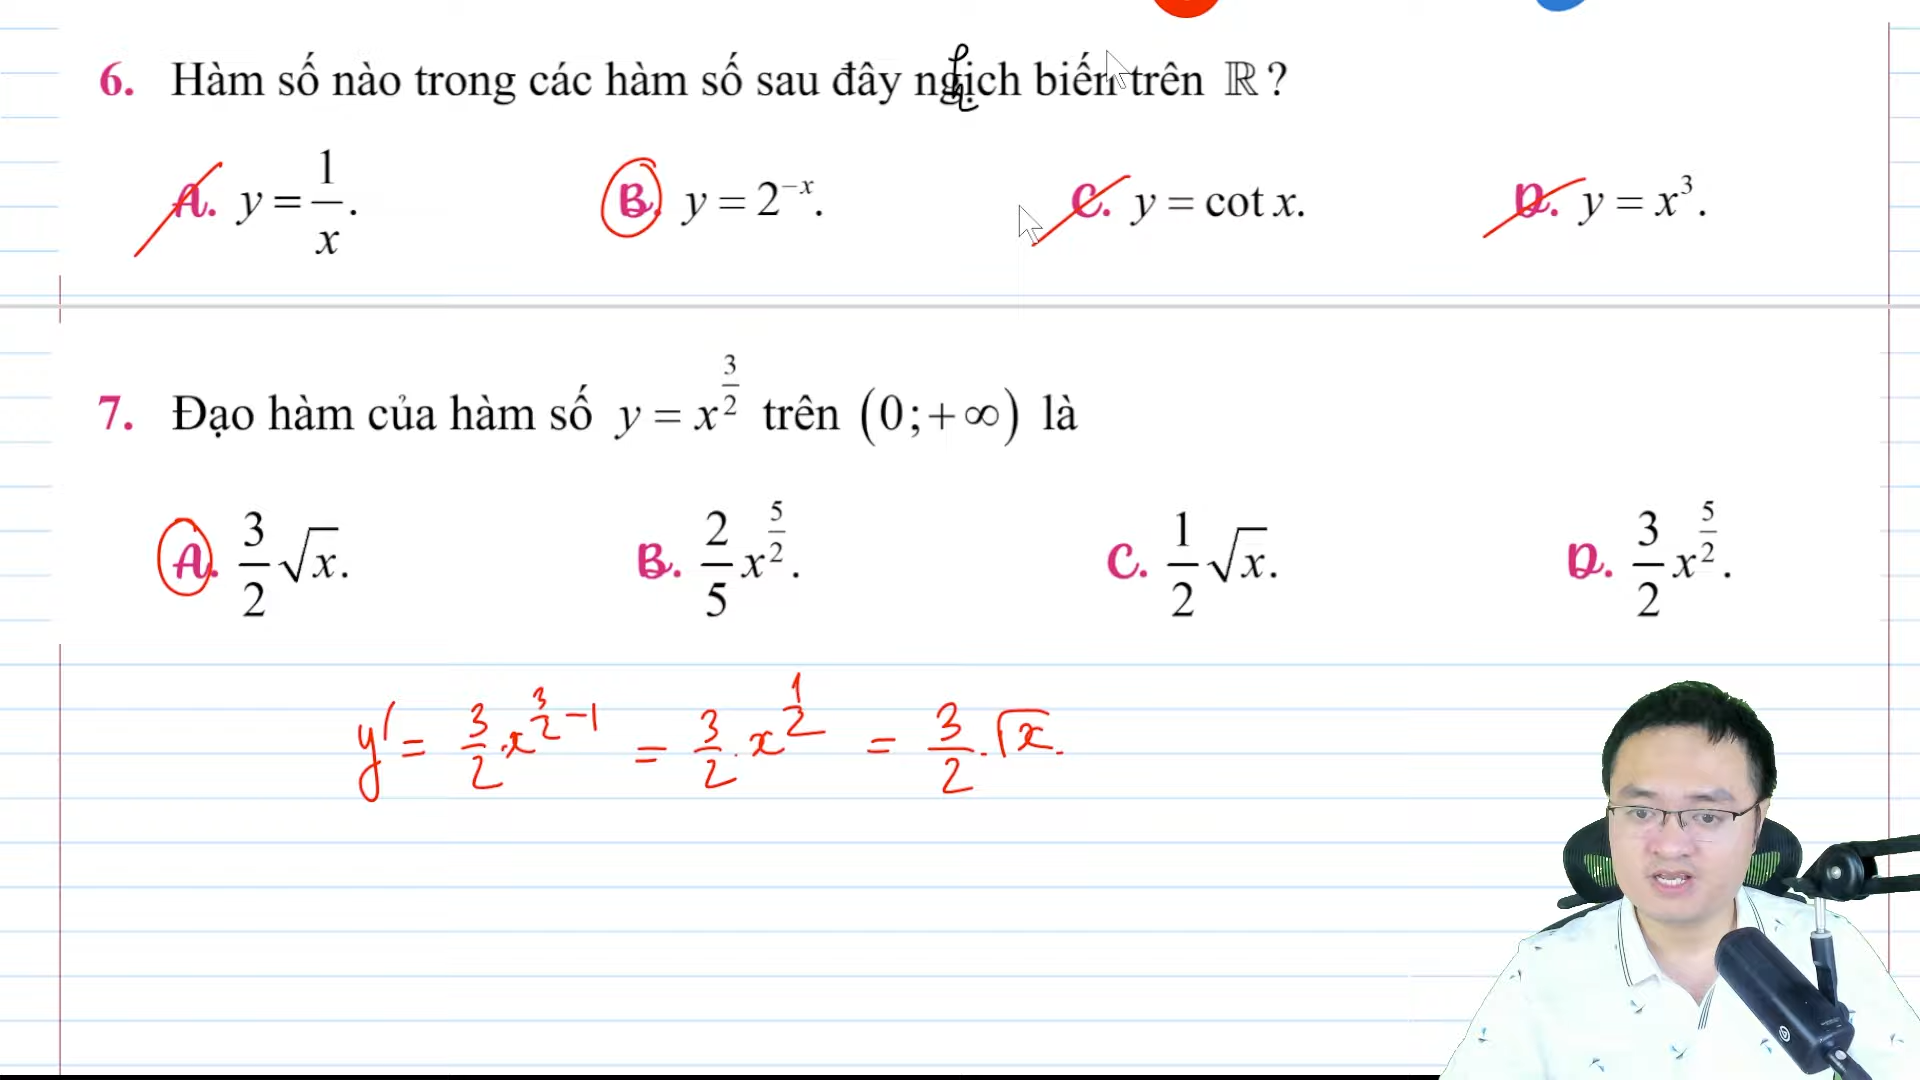 6. Hàm số nào trong các hàm số sau đây ngịch biến trên ℝ?
h
A. y = 1/x. B. y = 2^{-x}. C. y = cot x. D. y = x^3.
7. Đạo hàm của hàm số y = x^{3/2} trên (0;+∞) là
A. 3/2 √x. B. 2/5 x^{5/2}. C. 1/2 √x. D. 3/2 x^{5/2}.
y' = 3/2 . x^{3/2 - 1} = 3/2 . x^{1/2} = 3/2 . √x.